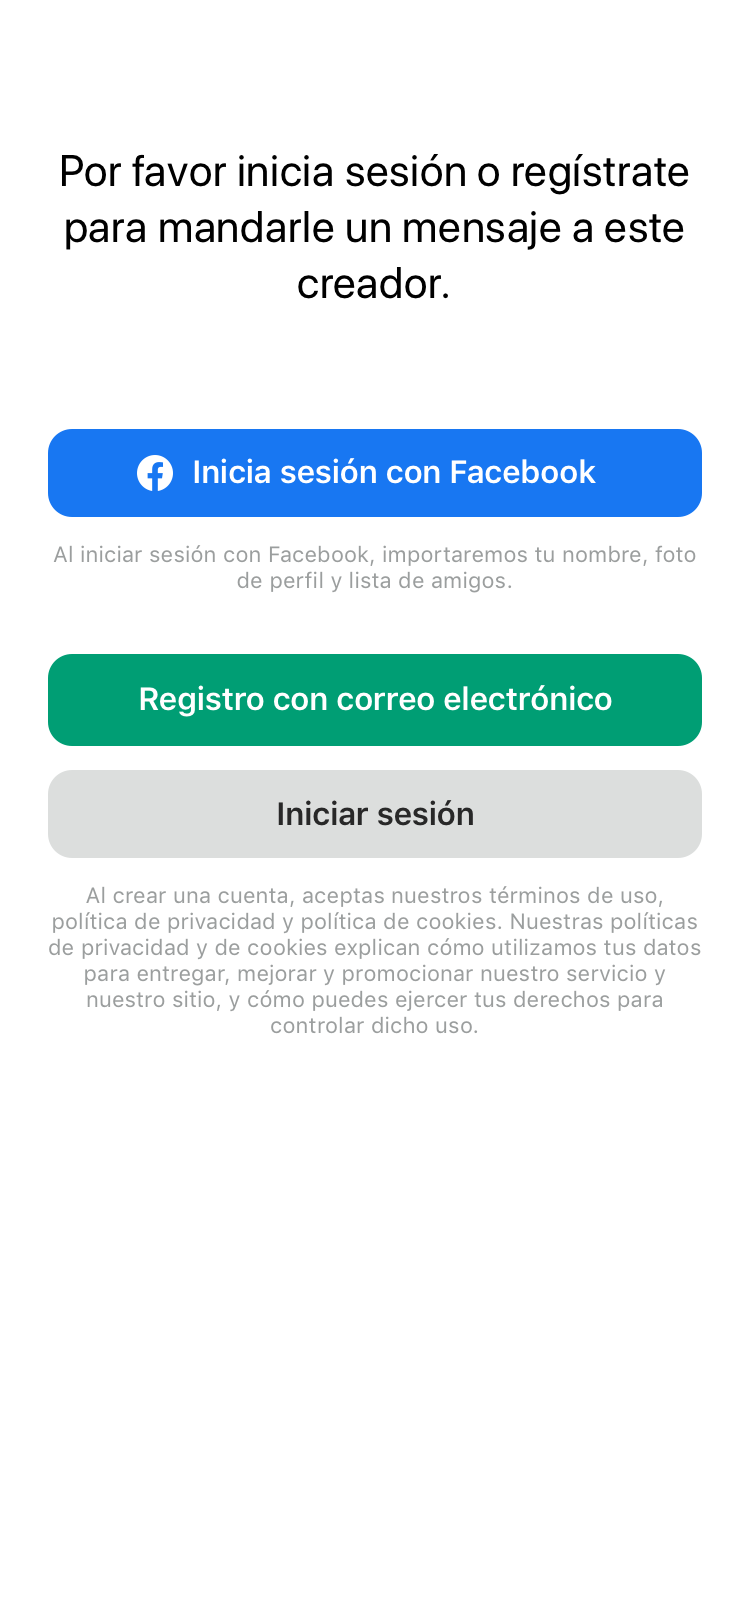 Por favor inicia sesión o regístrate
para mandarle un mensaje a este
creador.
Inicia sesión con Facebook
Al iniciar sesión con Facebook, importaremos tu nombre, foto
de perfil y lista de amigos.
Registro con correo electrónico
Iniciar sesión
Al crear una cuenta, aceptas nuestros términos de uso,
política de privacidad y política de cookies. Nuestras políticas
de privacidad y de cookies explican cómo utilizamos tus datos
para entregar, mejorar y promocionar nuestro servicio y
nuestro sitio, y cómo puedes ejercer tus derechos para
controlar dicho uso.